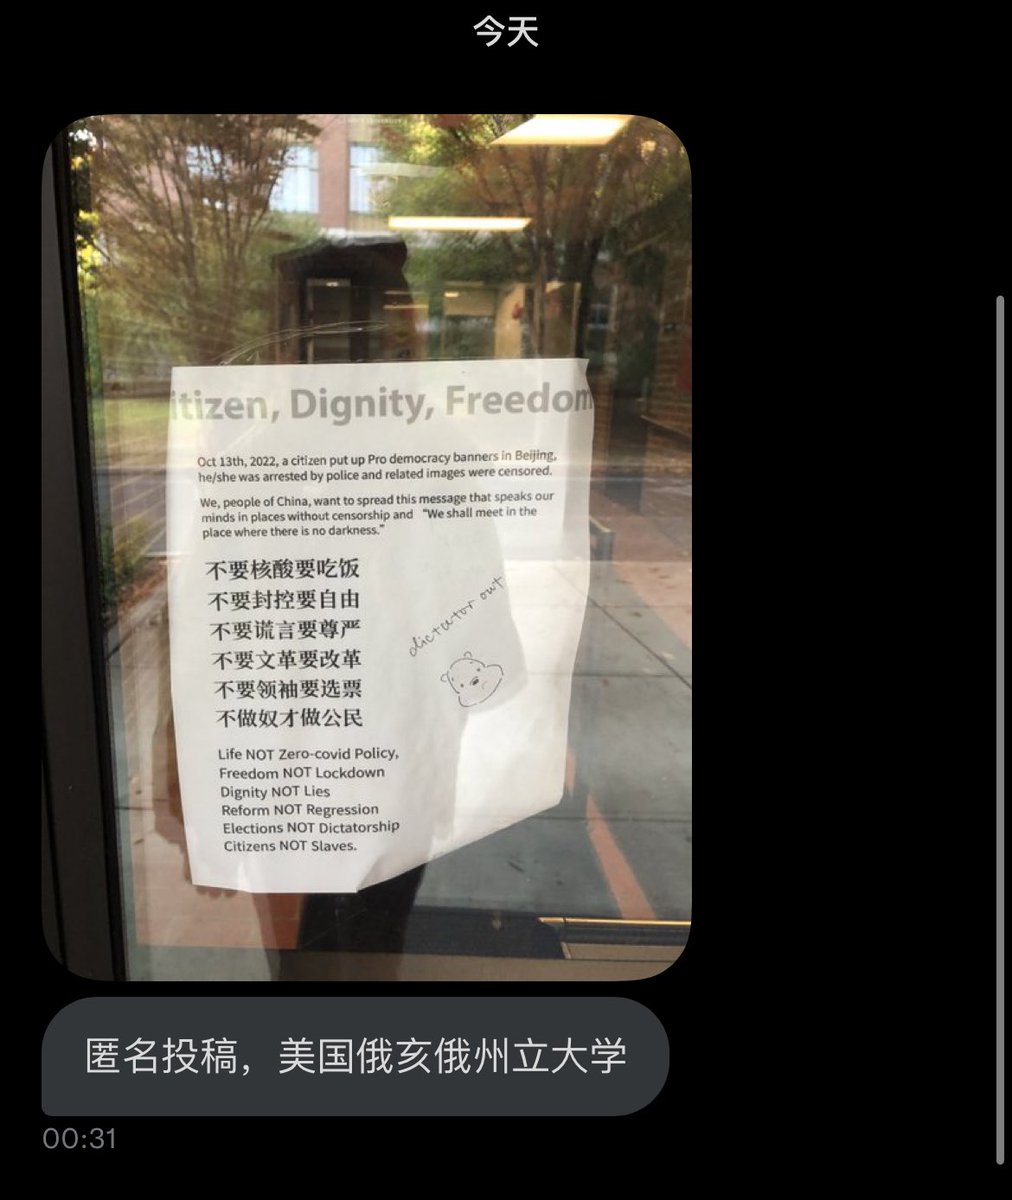 今天
itizen, Dignity, Freedom
Oct 13th, 2022, a citizen put up Pro democracy banners in Beijing,
he/she was arrested by police and related images were censored.
We, people of China, want to spread this message that speaks our
minds in places without censorship and "We shall meet in the
place where there is no darkness."
不要核酸要吃饭
不要封控要自由
不要谎言要尊严
不要文革要改革
不要领袖要选票
不做奴才做公民
dictator out
Life NOT Zero-covid Policy,
Freedom NOT Lockdown
Dignity NOT Lies
Reform NOT Regression
Elections NOT Dictatorship
Citizens NOT Slaves.
匿名投稿，美国俄亥俄州立大学
00:31